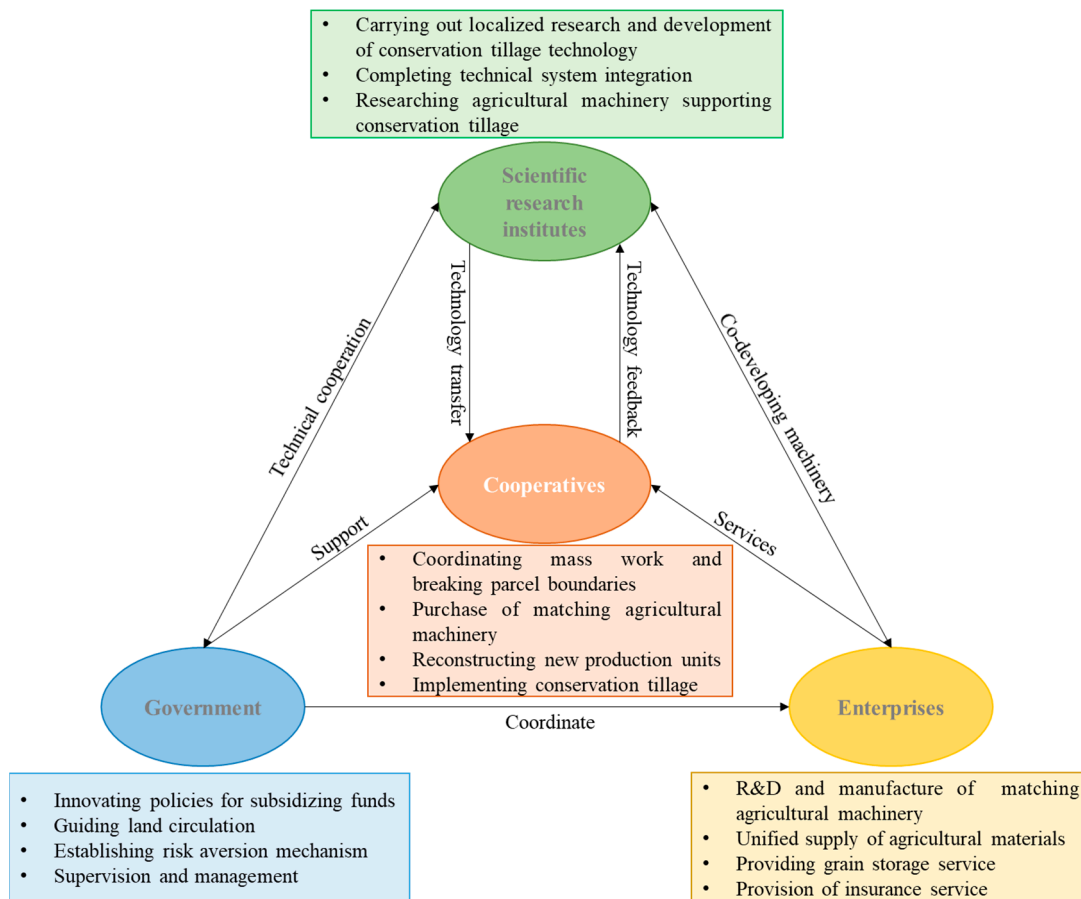 • Carrying out localized research and development
of conservation tillage technology
• Completing technical system integration
• Researching agricultural machinery supporting
conservation tillage
Scientific
research
institutes
Technical cooperation
Technology transfer
Technology feedback
Co-developing machinery
Cooperatives
Support
Services
• Coordinating mass work and
breaking parcel boundaries
• Purchase of matching agricultural
machinery
• Reconstructing new production units
• Implementing conservation tillage
Government
Coordinate
Enterprises
• Innovating policies for subsidizing funds
• Guiding land circulation
• Establishing risk aversion mechanism
• Supervision and management
• R&D and manufacture of matching
agricultural machinery
• Unified supply of agricultural materials
• Providing grain storage service
• Provision of insurance service